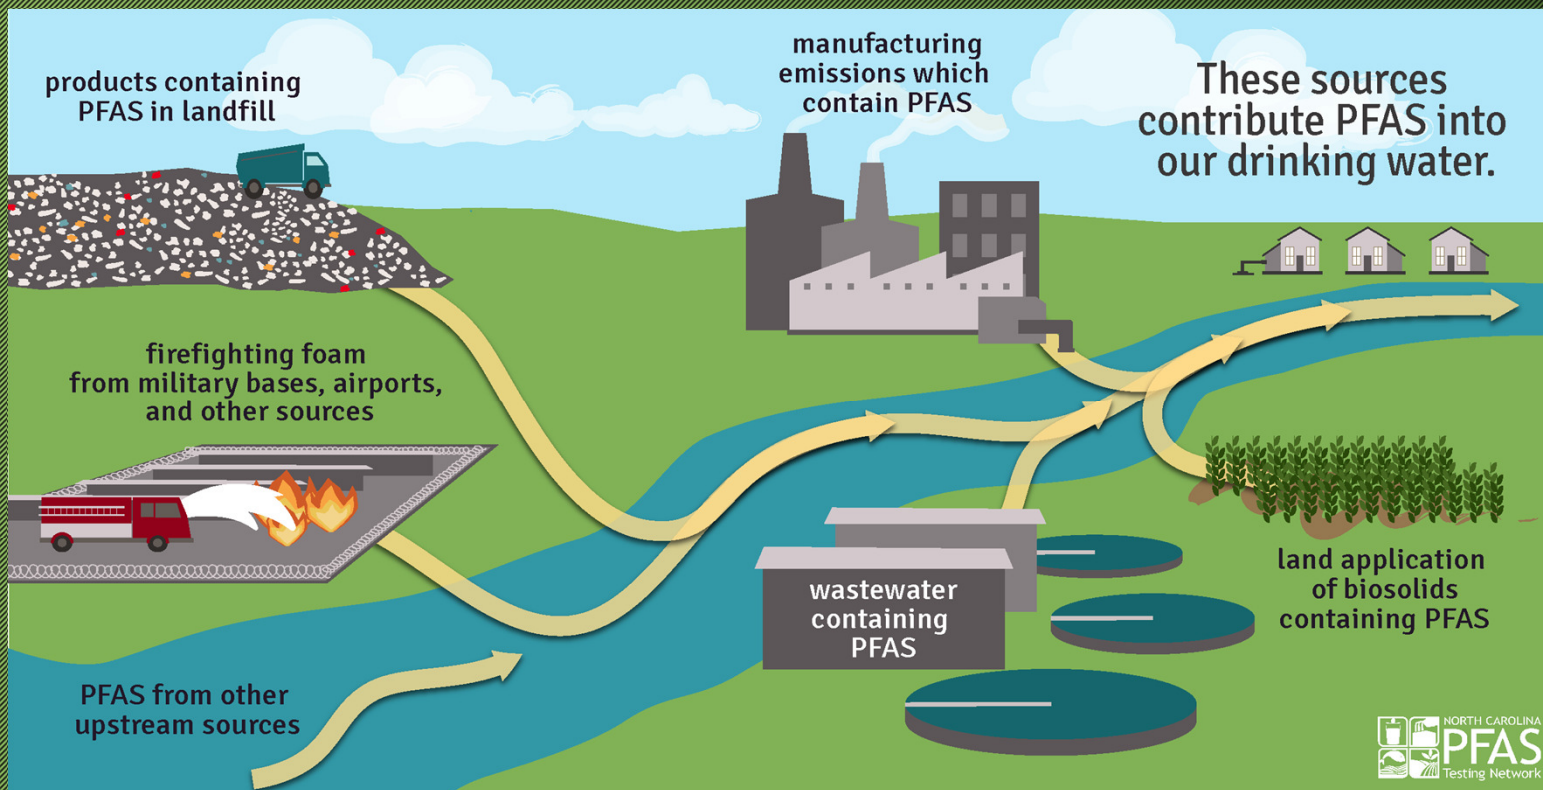 products containing
PFAS in landfill
manufacturing
emissions which
contain PFAS
These sources
contribute PFAS into
our drinking water.
firefighting foam
from military bases, airports,
and other sources
wastewater
containing
PFAS
land application
of biosolids
containing PFAS
PFAS from other
upstream sources
NORTH CAROLINA
PFAS
Testing Network